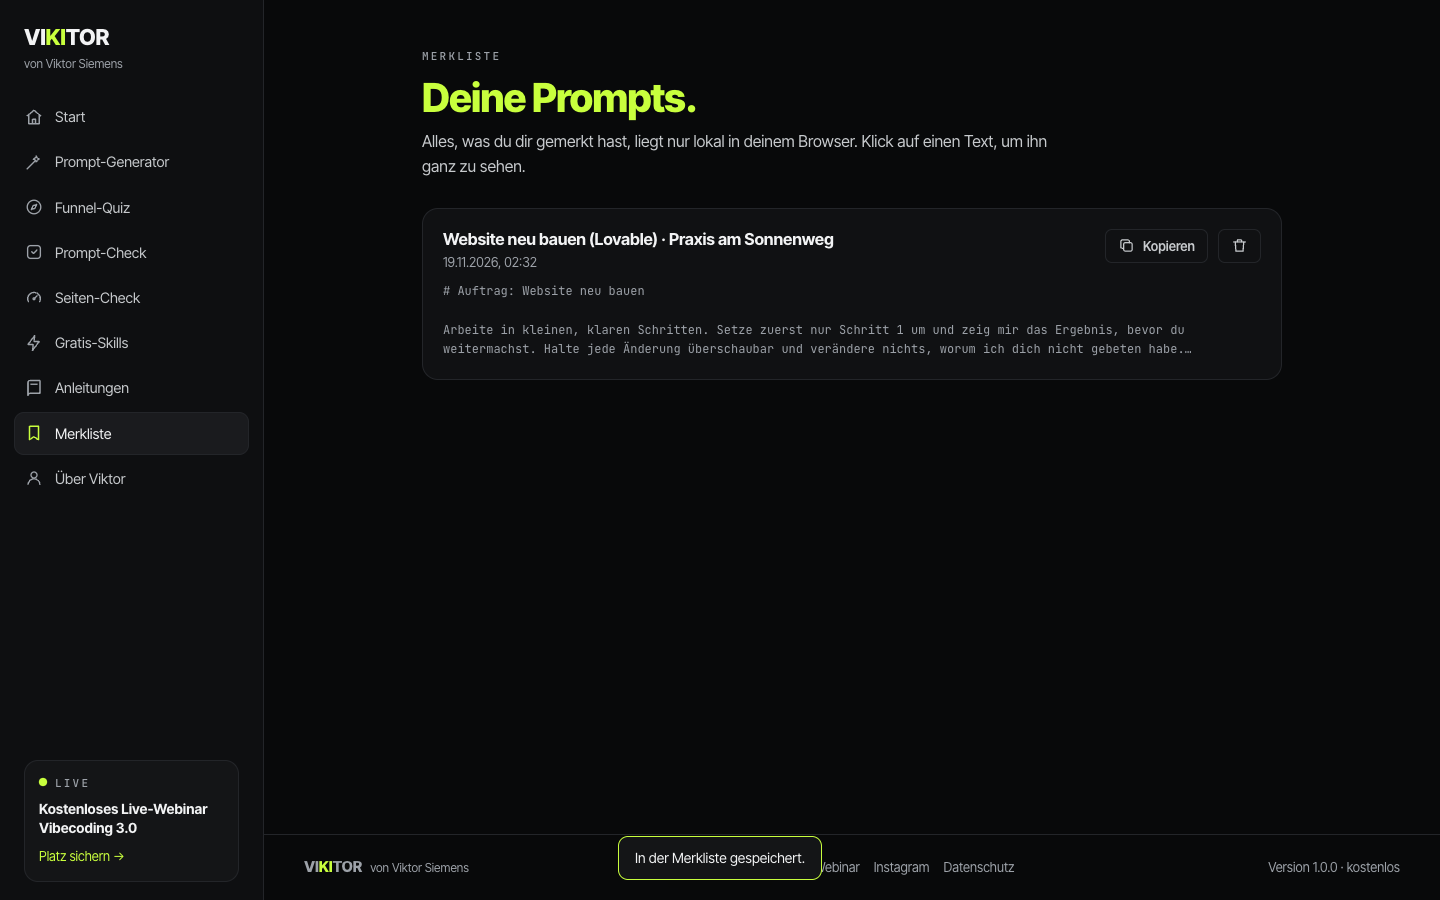 VIKITOR
von Viktor Siemens
Start
Prompt-Generator
Funnel-Quiz
Prompt-Check
Seiten-Check
Gratis-Skills
Anleitungen
Merkliste
Über Viktor
LIVE
Kostenloses Live-Webinar
Vibecoding 3.0
Platz sichern →
MERKLISTE
Deine Prompts.
Alles, was du dir gemerkt hast, liegt nur lokal in deinem Browser. Klick auf einen Text, um ihn
ganz zu sehen.
Website neu bauen (Lovable) · Praxis am Sonnenweg
19.11.2026, 02:32
Kopieren
# Auftrag: Website neu bauen
Arbeite in kleinen, klaren Schritten. Setze zuerst nur Schritt 1 um und zeig mir das Ergebnis, bevor du
weitermachst. Halte jede Änderung überschaubar und verändere nichts, worum ich dich nicht gebeten habe.…
VIKITOR von Viktor Siemens
In der Merkliste gespeichert.
Instagram Datenschutz
Version 1.0.0 · kostenlos